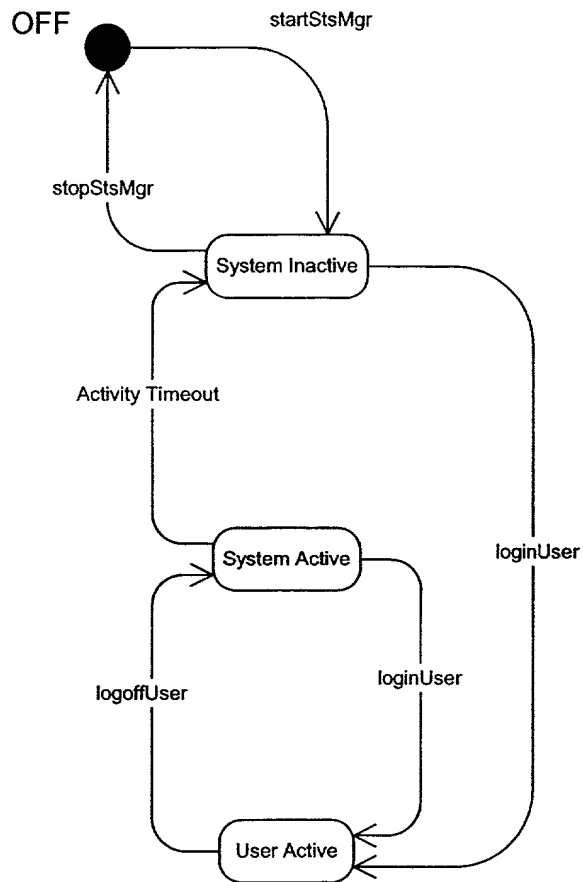 OFF
startStsMgr
stopStsMgr
System Inactive
Activity Timeout
System Active
loginUser
loginUser
logoffUser
User Active